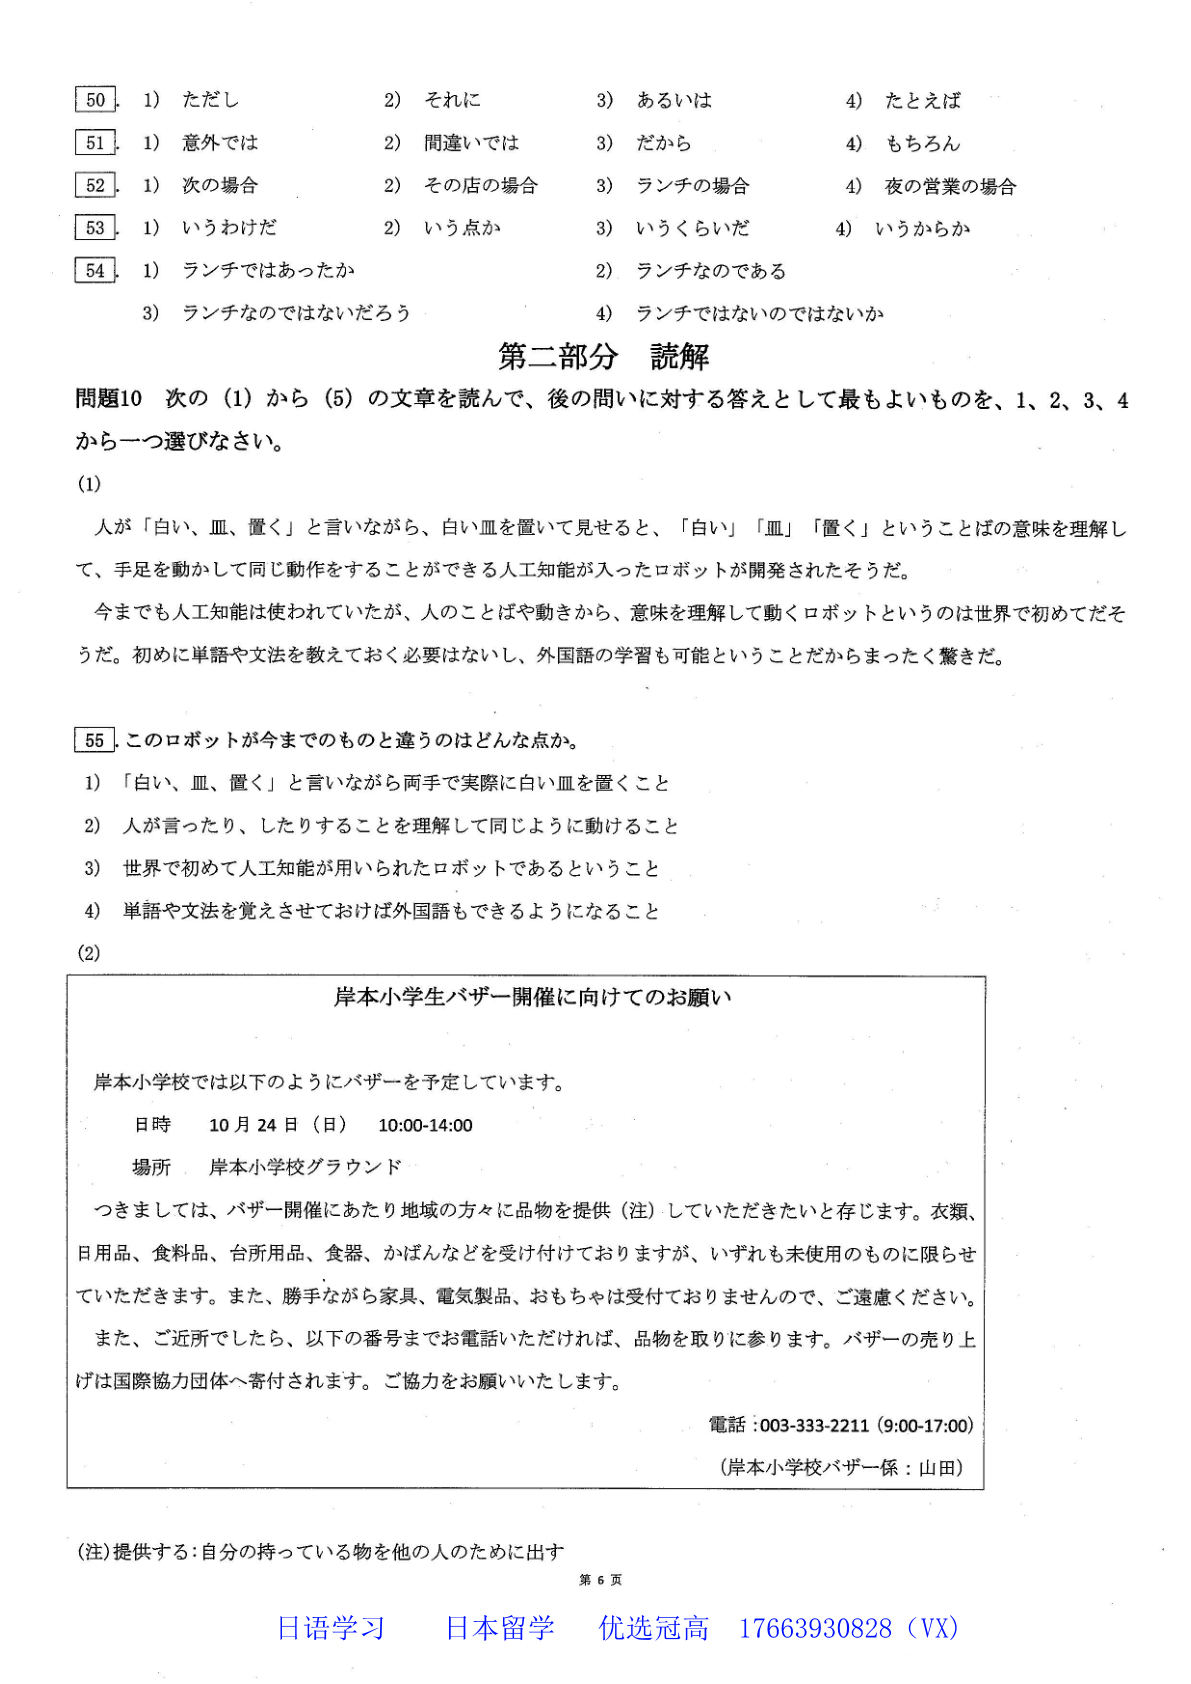 50. 1) ただし 2) それに 3) あるいは 4) たとえば
51. 1) 意外では 2) 間違いでは 3) だから 4) もちろん
52. 1) 次の場合 2) その店の場合 3) ランチの場合 4) 夜の営業の場合
53. 1) いうわけだ 2) いう点か 3) いうくらいだ 4) いうからか
54. 1) ランチではあったか 2) ランチなのである
3) ランチなのではないだろう 4) ランチではないのではないか
第二部分 読解
問題10 次の（1）から（5）の文章を読んで、後の問いに対する答えとして最もよいものを、1、2、3、4
から一つ選びなさい。
(1)
人が「白い、皿、置く」と言いながら、白い皿を置いて見せると、「白い」「皿」「置く」ということばの意味を理解し
て、手足を動かして同じ動作をすることができる人工知能が入ったロボットが開発されたそうだ。
今までも人工知能は使われていたが、人のことばや動きから、意味を理解して動くロボットというのは世界で初めてだそ
うだ。初めに単語や文法を教えておく必要はないし、外国語の学習も可能ということだからまったく驚きだ。
55. このロボットが今までのものと違うのはどんな点か。
1) 「白い、皿、置く」と言いながら両手で実際に白い皿を置くこと
2) 人が言ったり、したりすることを理解して同じように動けること
3) 世界で初めて人工知能が用いられたロボットであるということ
4) 単語や文法を覚えさせておけば外国語もできるようになること
(2)
岸本小学生バザー開催に向けてのお願い
岸本小学校では以下のようにバザーを予定しています。
日時 10月24日（日） 10:00-14:00
場所 岸本小学校グラウンド
つきましては、バザー開催にあたり地域の方々に品物を提供（注）していただきたいと存じます。衣類、
日用品、食料品、台所用品、食器、かばんなどを受け付けておりますが、いずれも未使用のものに限らせ
ていただきます。また、勝手ながら家具、電気製品、おもちゃは受付ておりませんので、ご遠慮ください。
また、ご近所でしたら、以下の番号までお電話いただければ、品物を取りに参ります。バザーの売り上
げは国際協力団体へ寄付されます。ご協力をお願いいたします。
電話：003-333-2211（9:00-17:00）
（岸本小学校バザー係：山田）
(注)提供する：自分の持っている物を他の人のために出す
第 6 页
日语学习 日本留学 优选冠高 17663930828（VX）